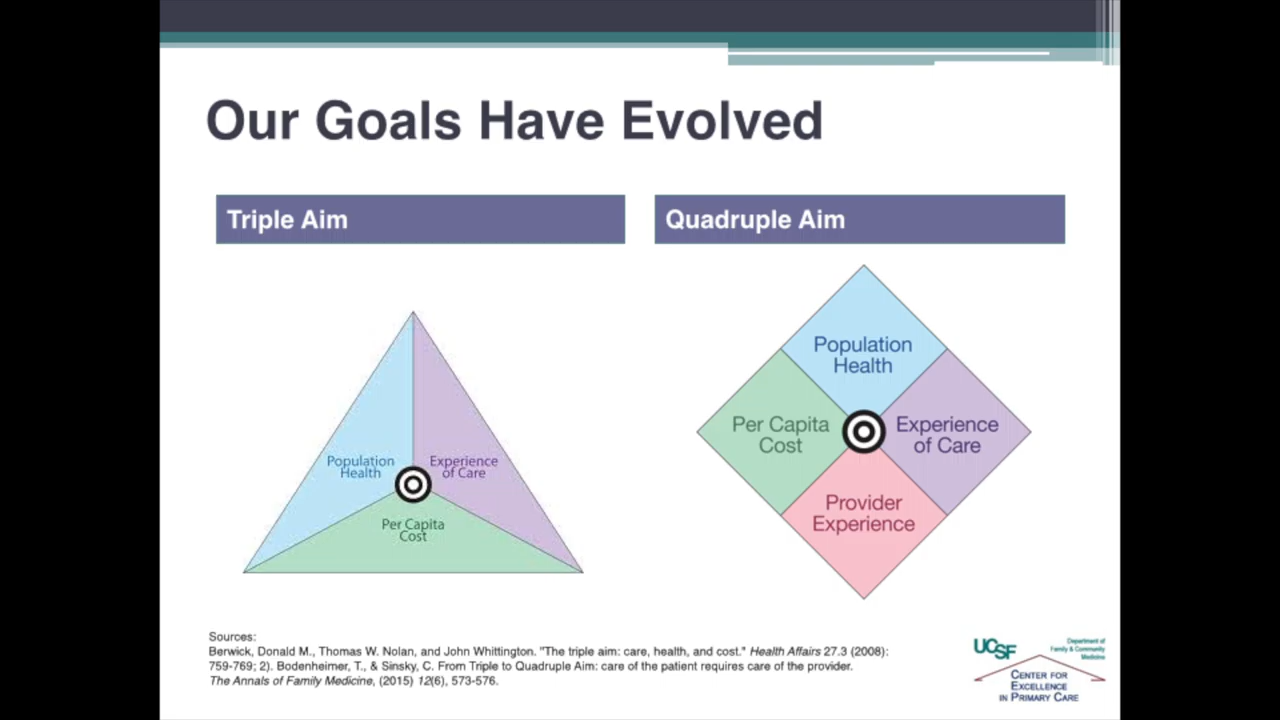 Our Goals Have Evolved
Triple Aim
Population
Health
Experience
of Care
Per Capita
Cost
Quadruple Aim
Population
Health
Per Capita
Cost
Experience
of Care
Provider
Experience
Sources:
Berwick, Donald M., Thomas W. Nolan, and John Whittington. "The triple aim: care, health, and cost." Health Affairs 27.3 (2008):
759-769; 2). Bodenheimer, T., & Sinsky, C. From Triple to Quadruple Aim: care of the patient requires care of the provider.
The Annals of Family Medicine, (2015) 12(6), 573-576.
UCSF
Department of
Family & Community
Medicine
CENTER FOR
EXCELLENCE
IN PRIMARY CARE